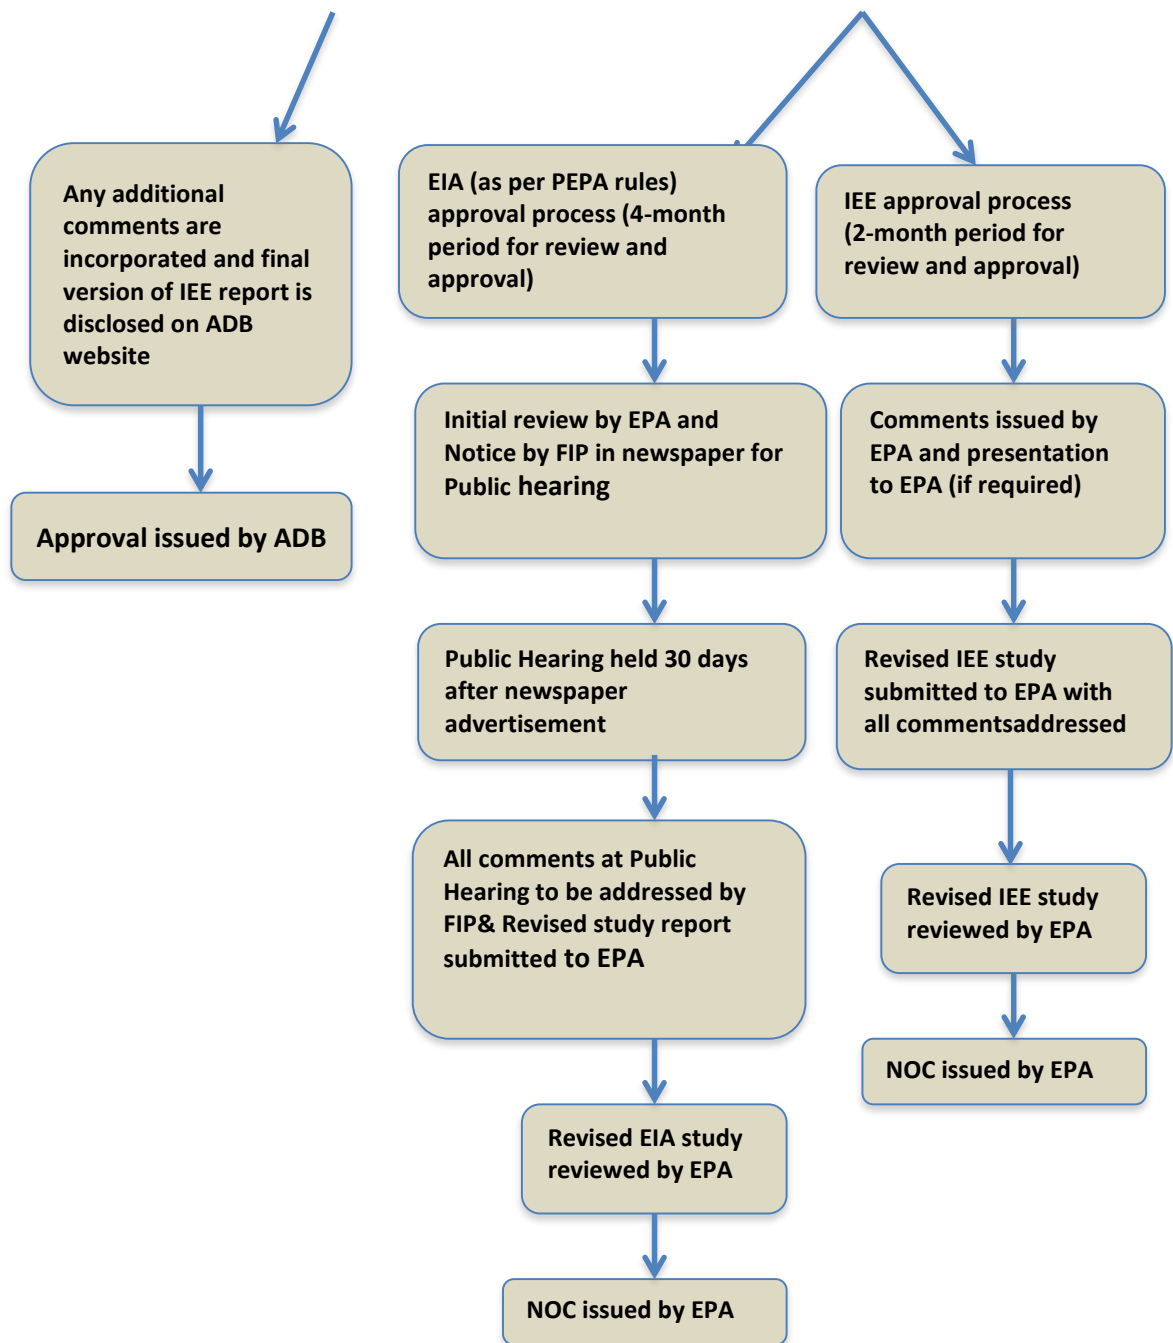 Any additional
comments are
incorporated and final
version of IEE report is
disclosed on ADB
website
Approval issued by ADB
EIA (as per PEPA rules)
approval process (4-month
period for review and
approval)
Initial review by EPA and
Notice by FIP in newspaper for
Public hearing
Public Hearing held 30 days
after newspaper
advertisement
All comments at Public
Hearing to be addressed by
FIP& Revised study report
submitted to EPA
Revised EIA study
reviewed by EPA
NOC issued by EPA
IEE approval process
(2-month period for
review and approval)
Comments issued by
EPA and presentation
to EPA (if required)
Revised IEE study
submitted to EPA with
all commentsaddressed
Revised IEE study
reviewed by EPA
NOC issued by EPA